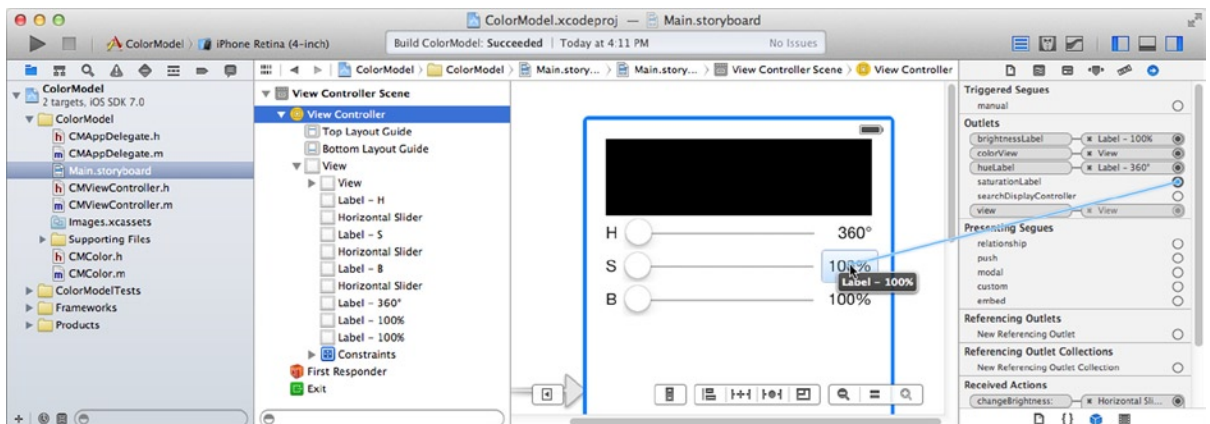 ColorModel.xcodeproj — Main.storyboard
ColorModel iPhone Retina (4-inch)
Build ColorModel: Succeeded | Today at 4:11 PM No Issues
ColorModel ColorModel Main.story... Main.story... View Controller Scene View Controller
ColorModel
2 targets, iOS SDK 7.0
ColorModel
CMAppDelegate.h
CMAppDelegate.m
Main.storyboard
CMViewController.h
CMViewController.m
Images.xcassets
Supporting Files
CMColor.h
CMColor.m
ColorModelTests
Frameworks
Products
View Controller Scene
View Controller
Top Layout Guide
Bottom Layout Guide
View
View
Label – H
Horizontal Slider
Label – S
Horizontal Slider
Label – B
Horizontal Slider
Label – 360°
Label – 100%
Label – 100%
Constraints
First Responder
Exit
H 360°
S 100%
Label – 100%
B 100%
Triggered Segues
manual
Outlets
brightnessLabel Label – 100%
colorView View
hueLabel Label – 360°
saturationLabel
searchDisplayController
view View
Presenting Segues
relationship
push
modal
custom
embed
Referencing Outlets
New Referencing Outlet
Referencing Outlet Collections
New Referencing Outlet Collection
Received Actions
changeBrightness: Horizontal Sli...